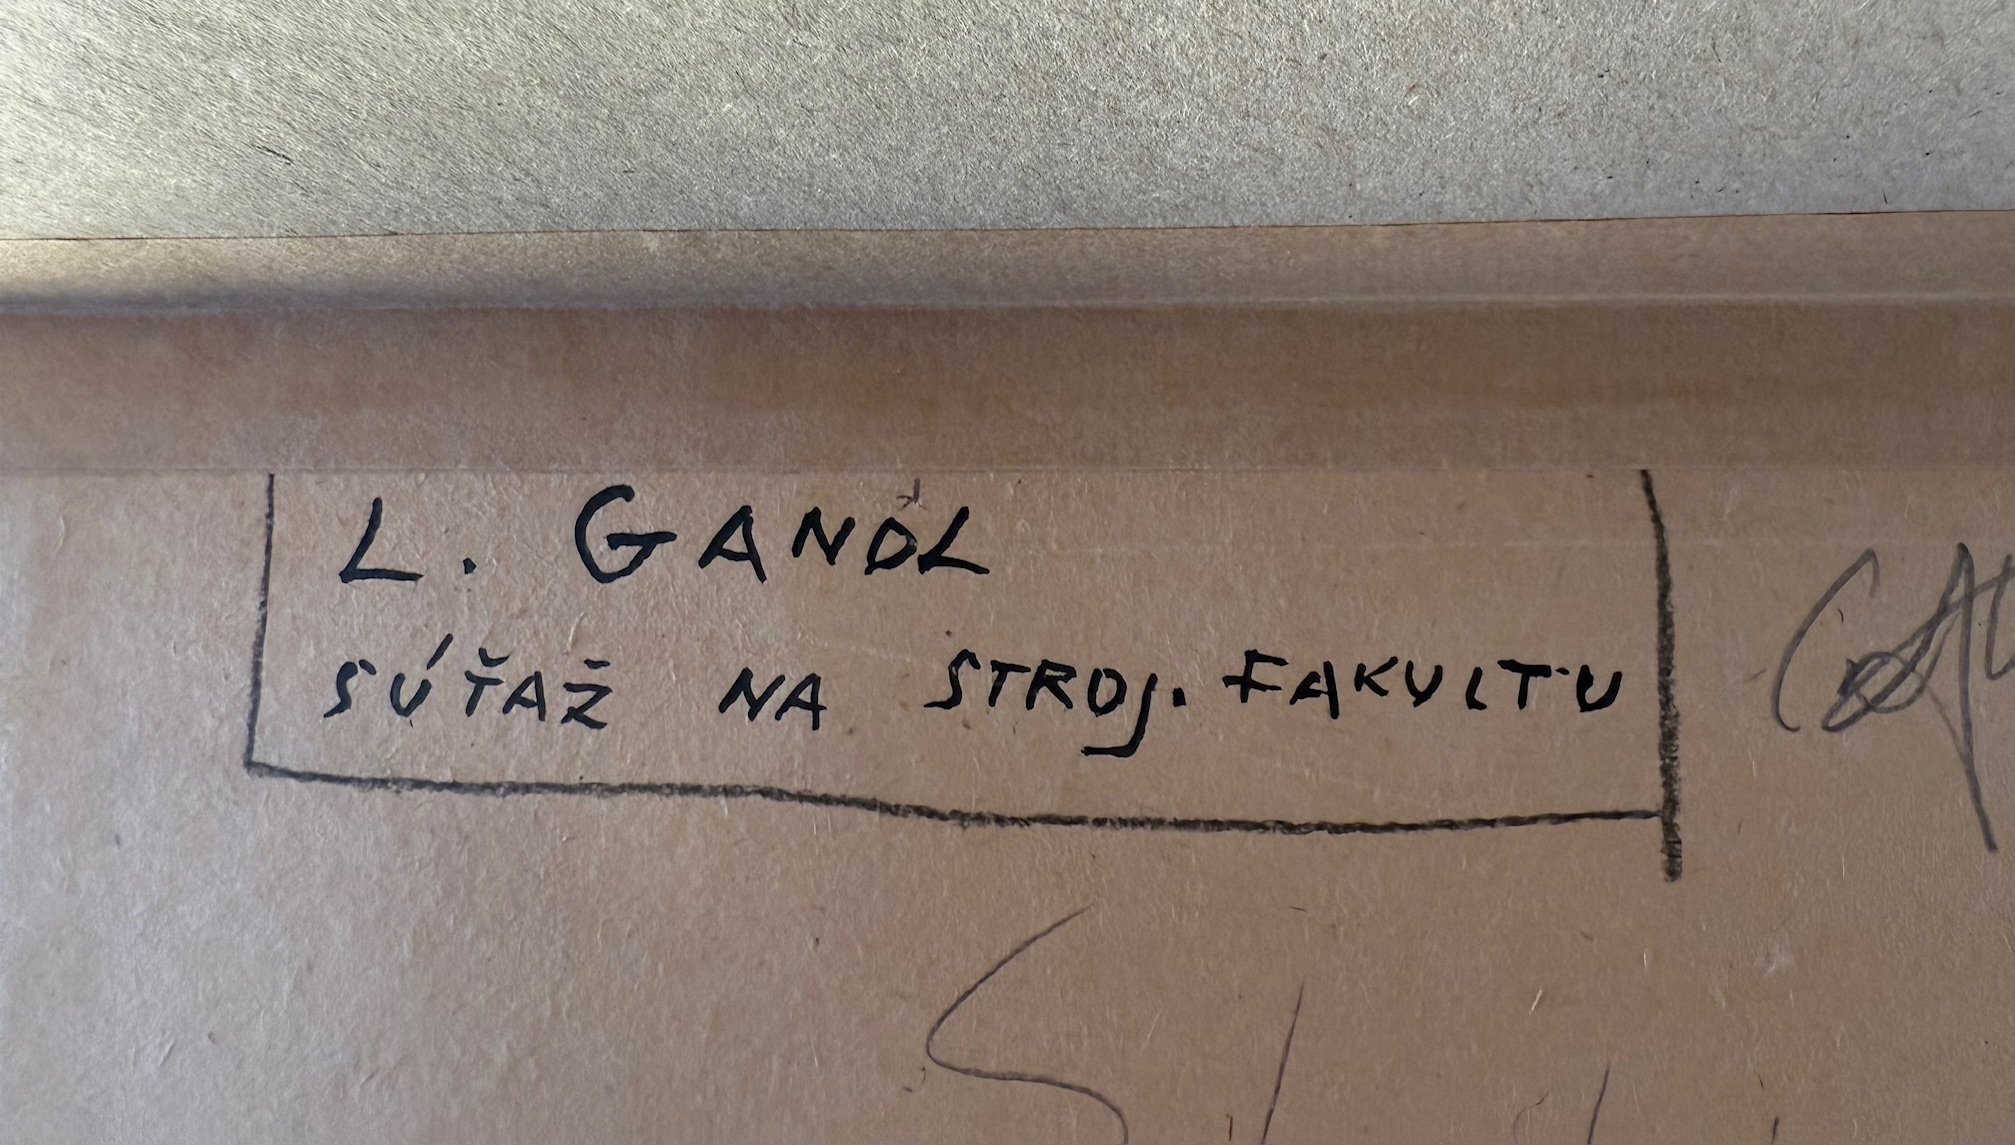 L. GANDL
SÚŤAŽ NA STROJ. FAKULTU